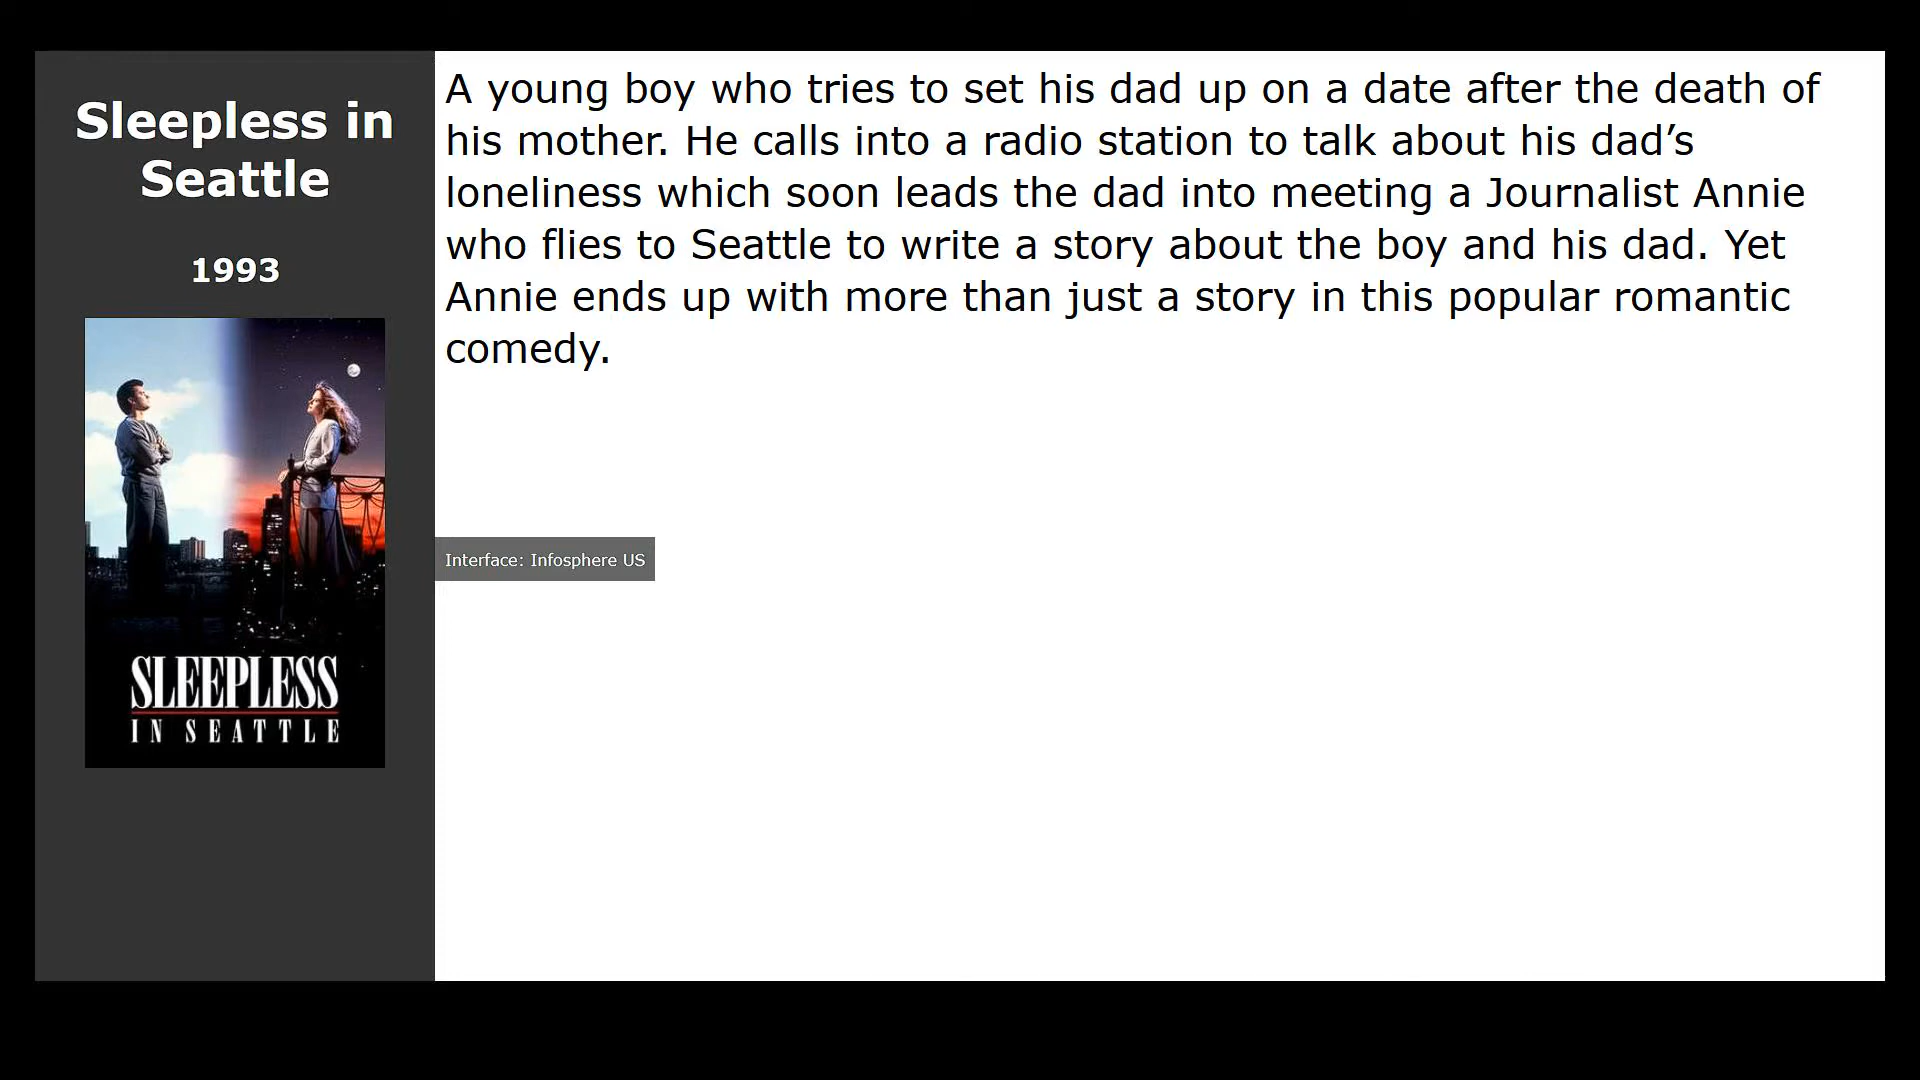 Sleepless in
Seattle
1993
SLEEPLESS
IN SEATTLE
A young boy who tries to set his dad up on a date after the death of
his mother. He calls into a radio station to talk about his dad’s
loneliness which soon leads the dad into meeting a Journalist Annie
who flies to Seattle to write a story about the boy and his dad. Yet
Annie ends up with more than just a story in this popular romantic
comedy.
Interface: Infosphere US